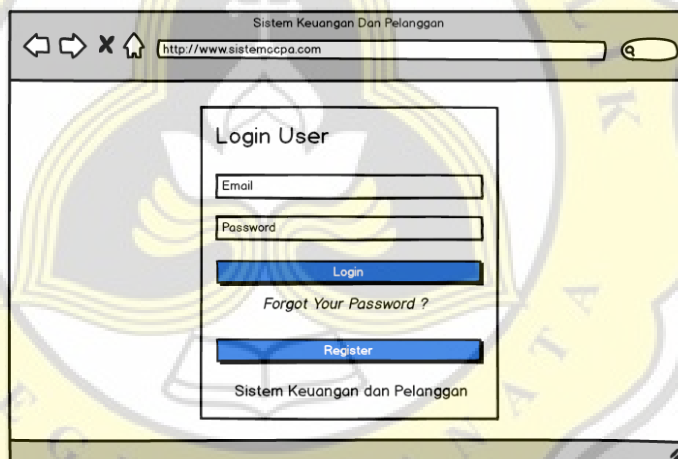 Sistem Keuangan Dan Pelanggan
http://www.sistemccpa.com
Login User
Email
Password
Login
Forgot Your Password ?
Register
Sistem Keuangan dan Pelanggan